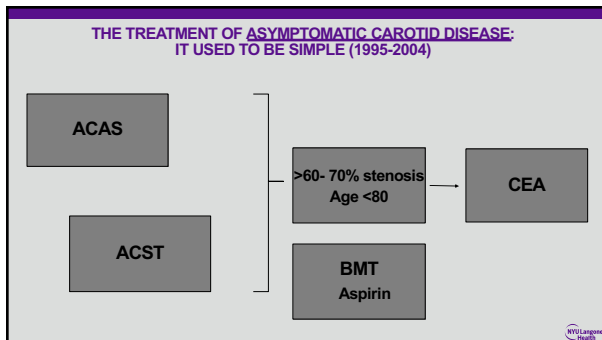 THE TREATMENT OF ASYMPTOMATIC CAROTID DISEASE:
IT USED TO BE SIMPLE (1995-2004)
ACAS
ACST
>60- 70% stenosis
Age <80
CEA
BMT
Aspirin
NYU Langone
Health